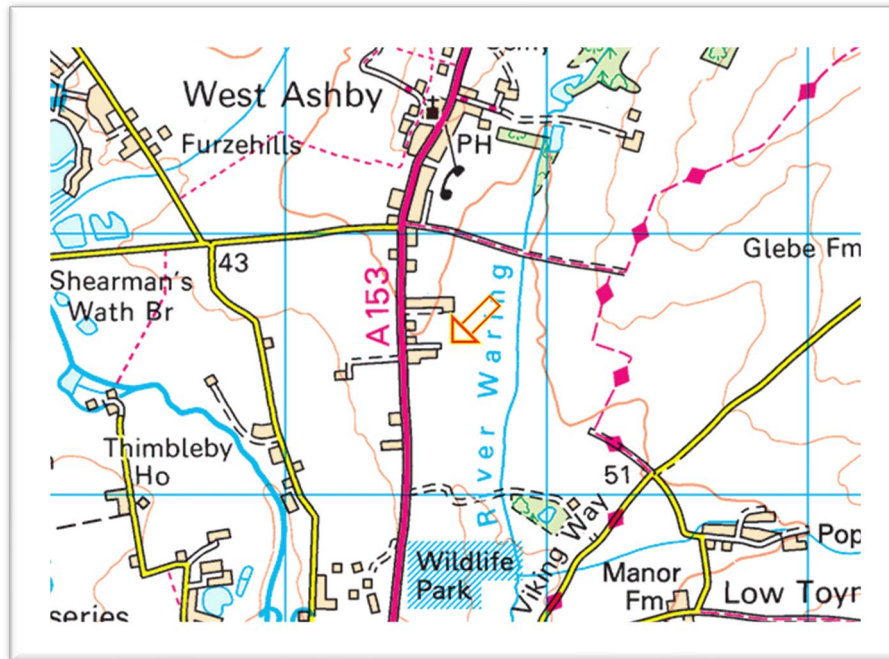 West Ashby
Furzehills
PH
43
Shearman's
Wath Br
A 153
River Waring
Glebe Fm
Thimbleby
Ho
51
Viking Way
Wildlife
Park
Manor
Fm
Pop
Low Toyn
series